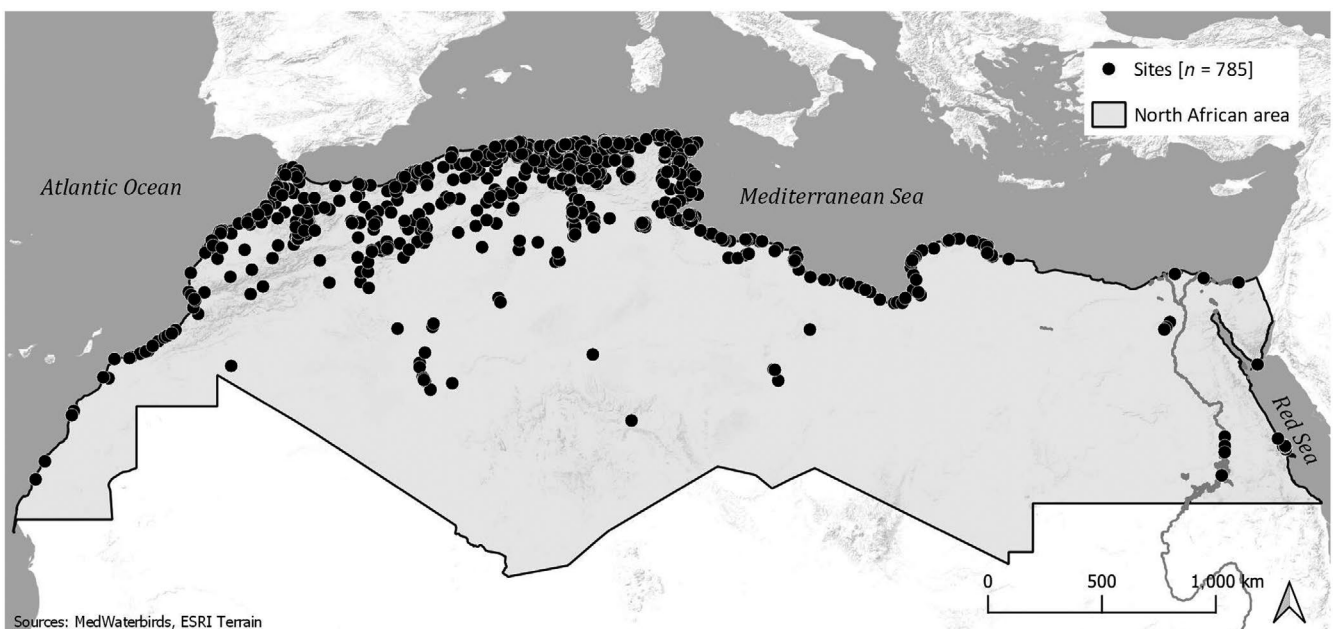 Sites [n = 785]
North African area
Atlantic Ocean
Mediterranean Sea
Red Sea
0 500 1,000 km
Sources: MedWaterbirds, ESRI Terrain